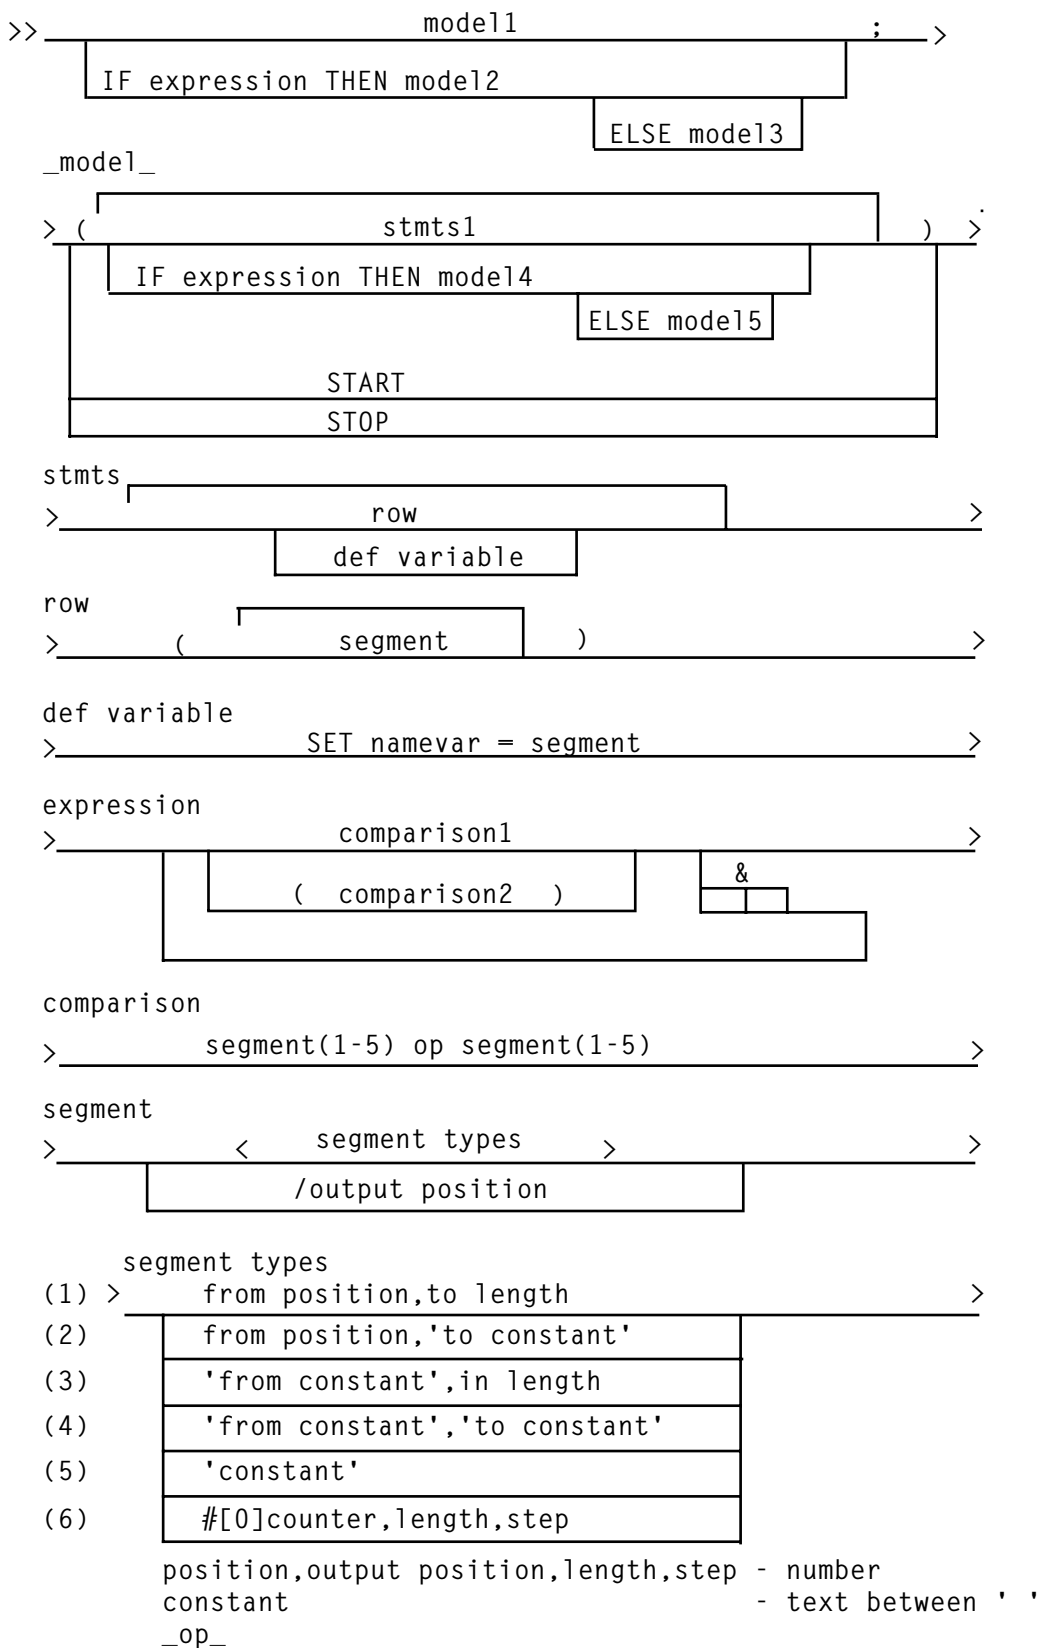 >> model1 ; >
IF expression THEN model2
ELSE model3
_model_
> ( stmts1 ) >
IF expression THEN model4
ELSE model5
START
STOP
stmts
> row >
def variable
row
> ( segment ) >
def variable
> SET namevar = segment >
expression
> comparison1 >
&
( comparison2 )
comparison
> segment(1-5) op segment(1-5) >
segment
> < segment types > >
/output position
segment types
(1) > from position,to length >
(2) from position,'to constant'
(3) 'from constant',in length
(4) 'from constant','to constant'
(5) 'constant'
(6) #[0]counter,length,step
position,output position,length,step - number
constant - text between ' '
_op_